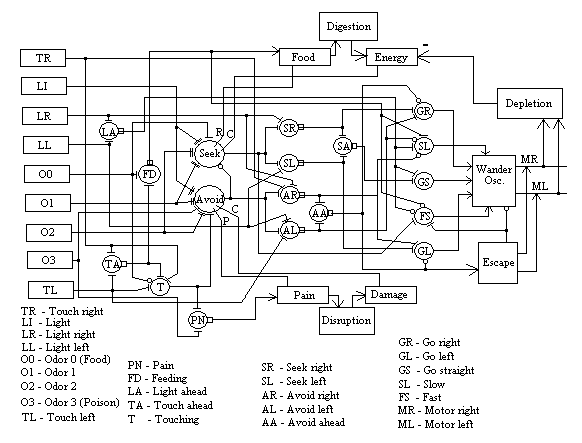 Digestion
TR
Food
Energy
-
LI
GR
Depletion
LR
LA
R
C
SR
SA
SL
LL
Seek
SL
Wander
Osc.
MR
O0
FD
GS
ML
O1
Avoid
AR
C
P
AA
FS
O2
AL
GL
Escape
O3
TA
T
TL
Pain
Damage
PN
Disruption
TR - Touch right
LI - Light
LR - Light right
LL - Light left
O0 - Odor 0 (Food)
O1 - Odor 1
O2 - Odor 2
O3 - Odor 3 (Poison)
TL - Touch left
PN - Pain
FD - Feeding
LA - Light ahead
TA - Touch ahead
T - Touching
SR - Seek right
SL - Seek left
AR - Avoid right
AL - Avoid left
AA - Avoid ahead
GR - Go right
GL - Go left
GS - Go straight
SL - Slow
FS - Fast
MR - Motor right
ML - Motor left